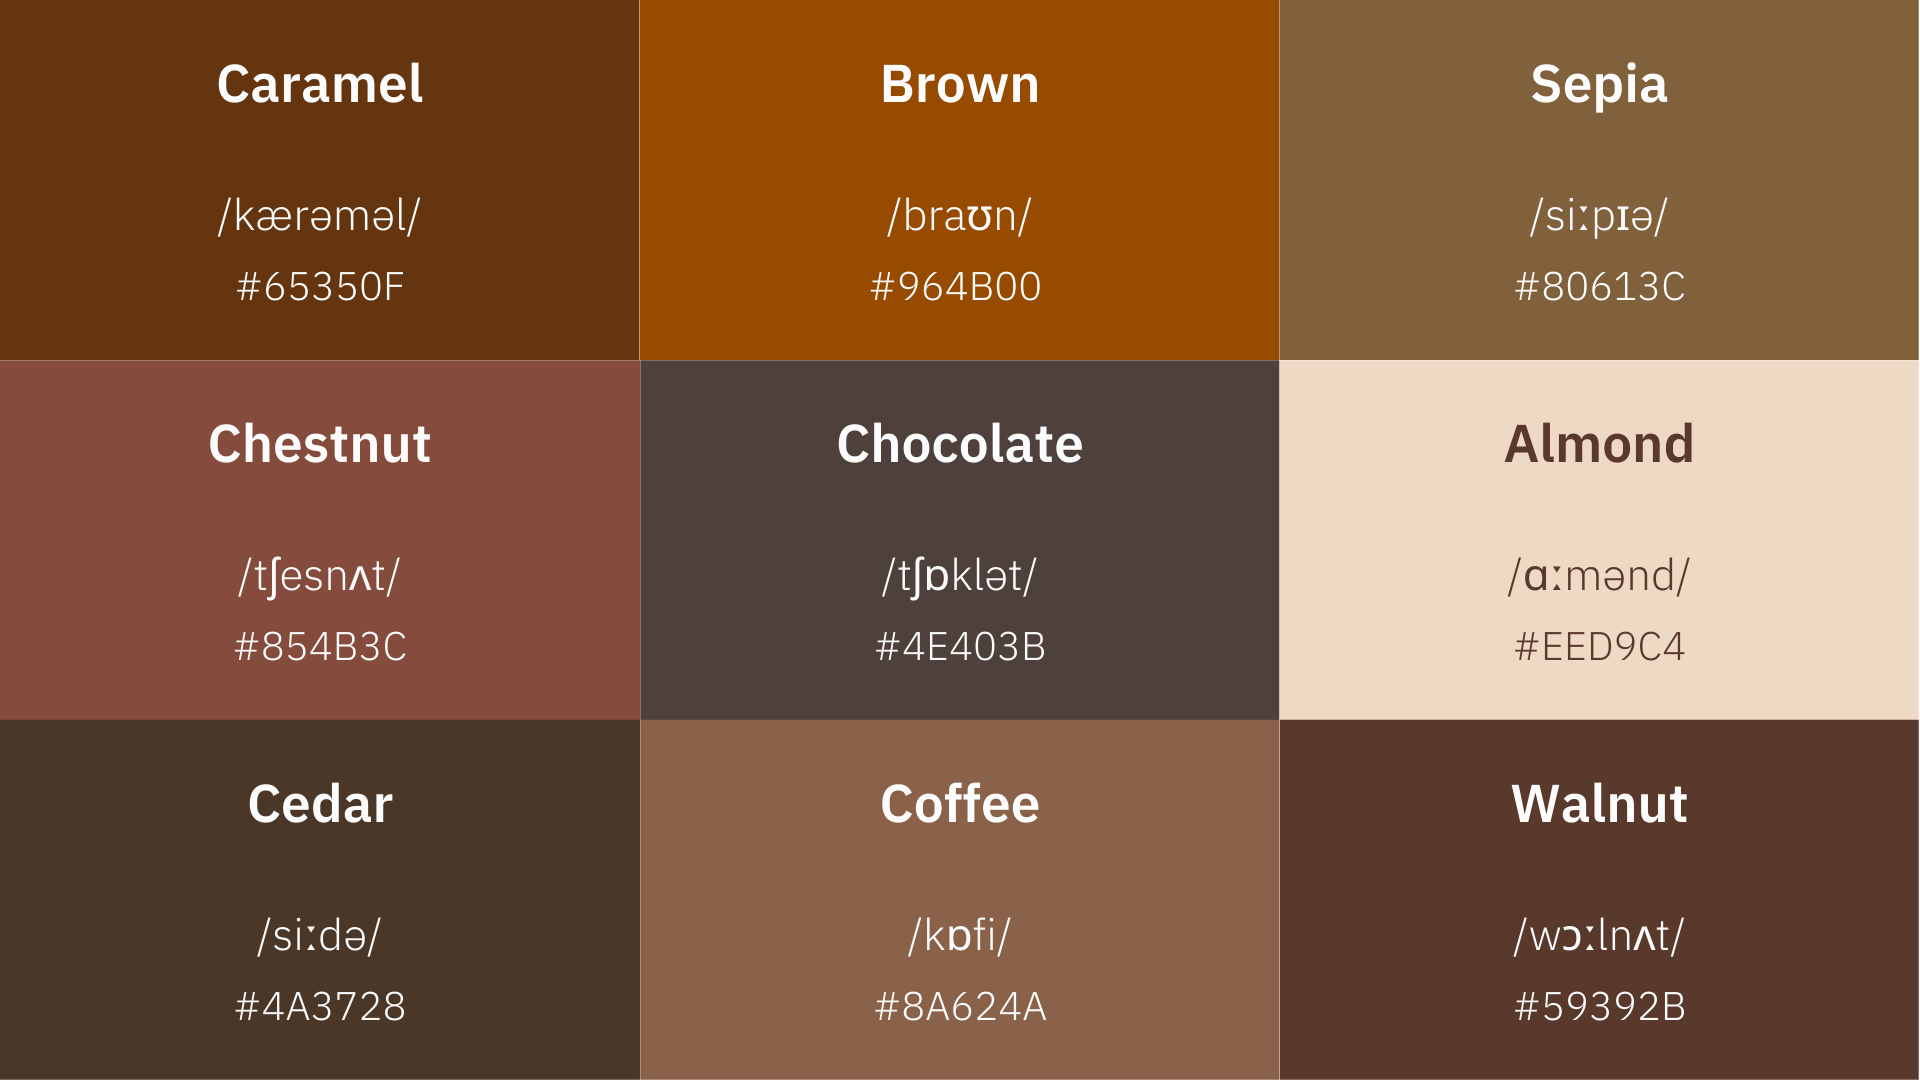 Caramel
/kærəməl/
#65350F
Brown
/braʊn/
#964B00
Sepia
/siːpɪə/
#80613C
Chestnut
/tʃesnʌt/
#854B3C
Chocolate
/tʃɒklət/
#4E403B
Almond
/ɑːmənd/
#EED9C4
Cedar
/siːdə/
#4A3728
Coffee
/kɒfi/
#8A624A
Walnut
/wɔːlnʌt/
#59392B